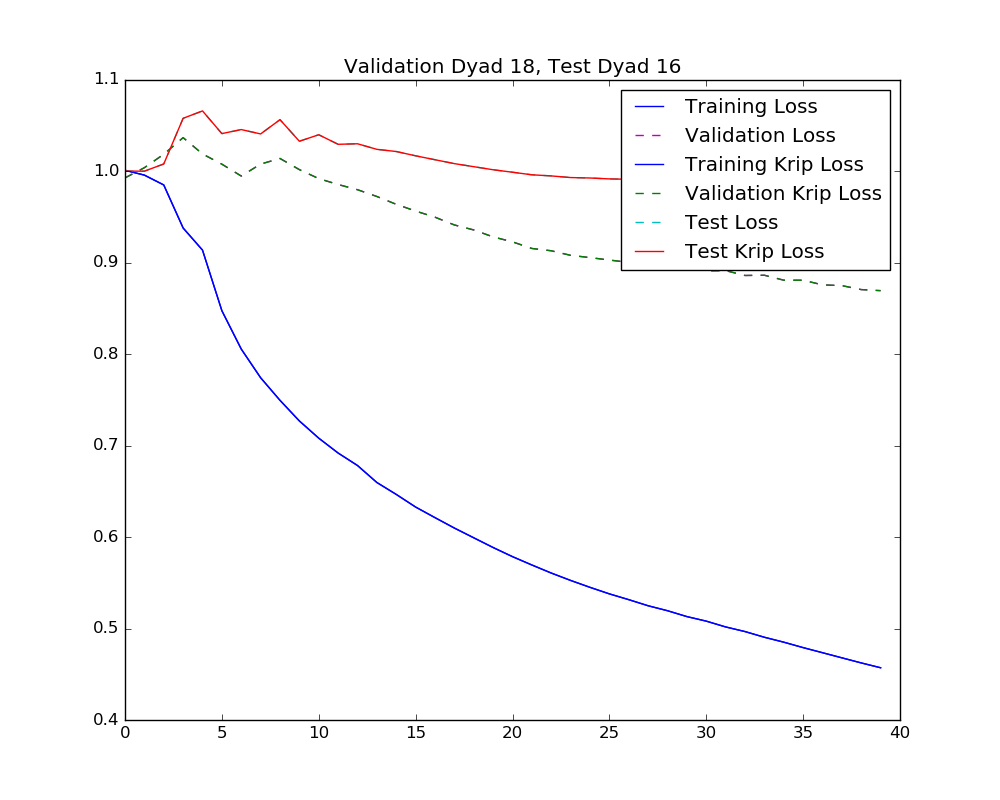 Validation Dyad 18, Test Dyad 16
1.1
1.0
0.9
0.8
0.7
0.6
0.5
0.4
Training Loss
Validation Loss
Training Krip Loss
Validation Krip Loss
Test Loss
Test Krip Loss
0 5 10 15 20 25 30 35 40